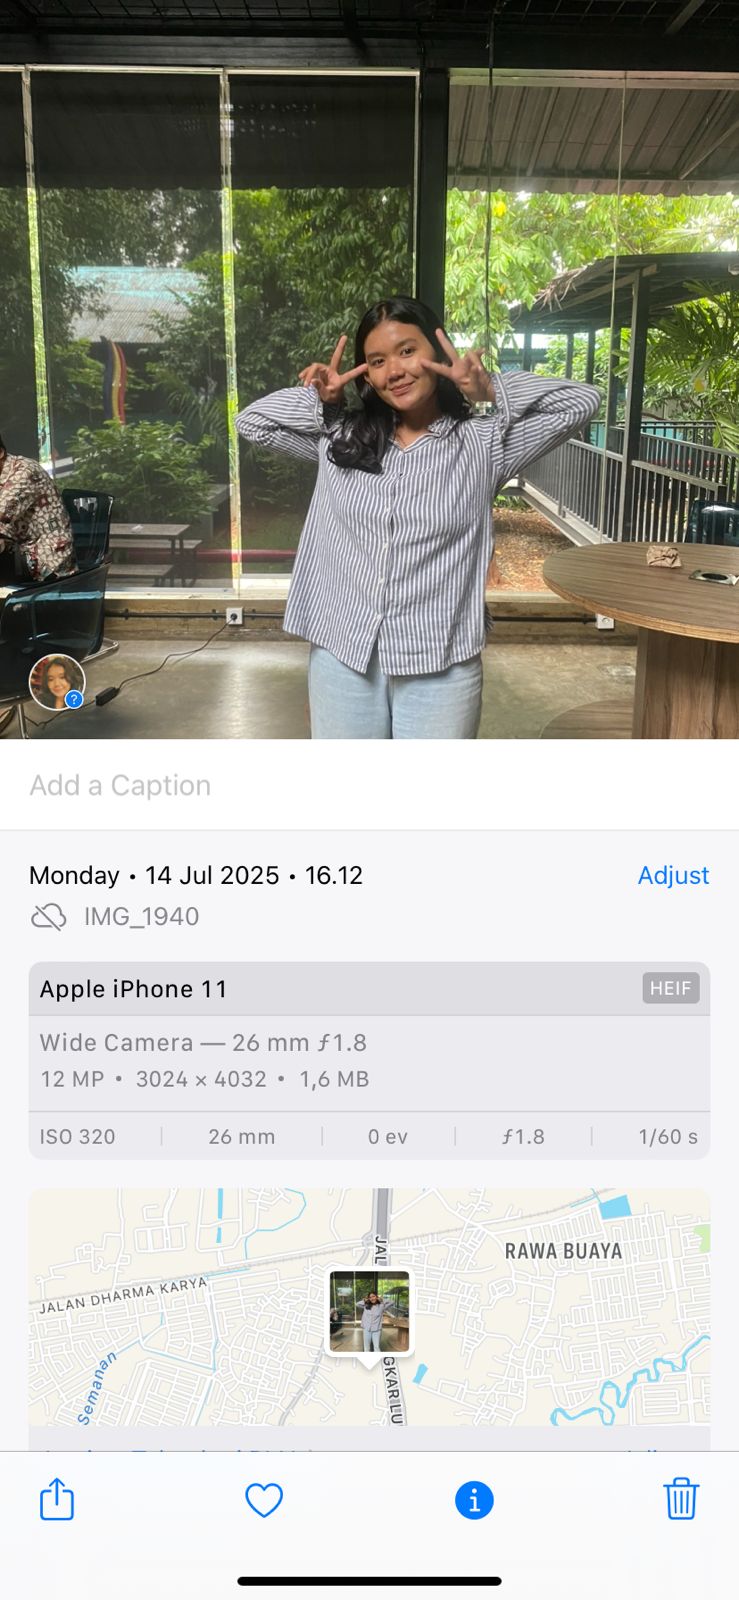 Add a Caption
Monday • 14 Jul 2025 • 16.12
Adjust
IMG_1940
Apple iPhone 11
HEIF
Wide Camera — 26 mm ƒ1.8
12 MP • 3024 × 4032 • 1,6 MB
ISO 320
26 mm
0 ev
ƒ1.8
1/60 s
JAL
RAWA BUAYA
JALAN DHARMA KARYA
Semanan
GKAR LU